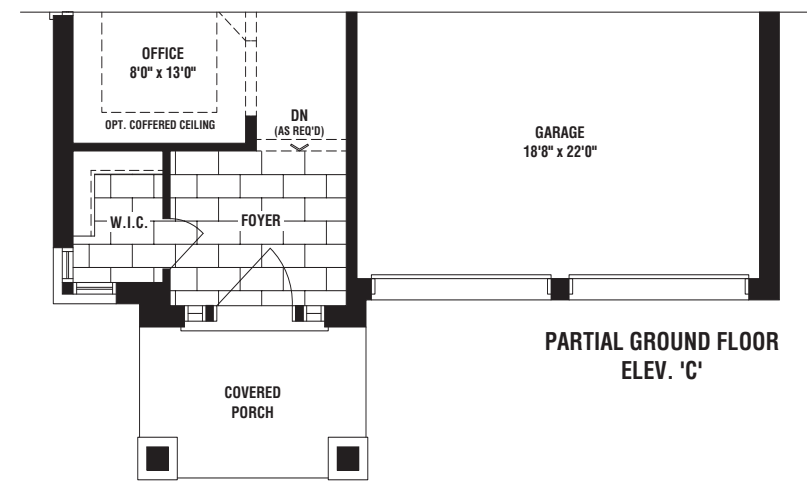 OFFICE
8'0" x 13'0"
OPT. COFFERED CEILING
DN
(AS REQ'D)
GARAGE
18'8" x 22'0"
W.I.C.
FOYER
PARTIAL GROUND FLOOR
ELEV. 'C'
COVERED
PORCH